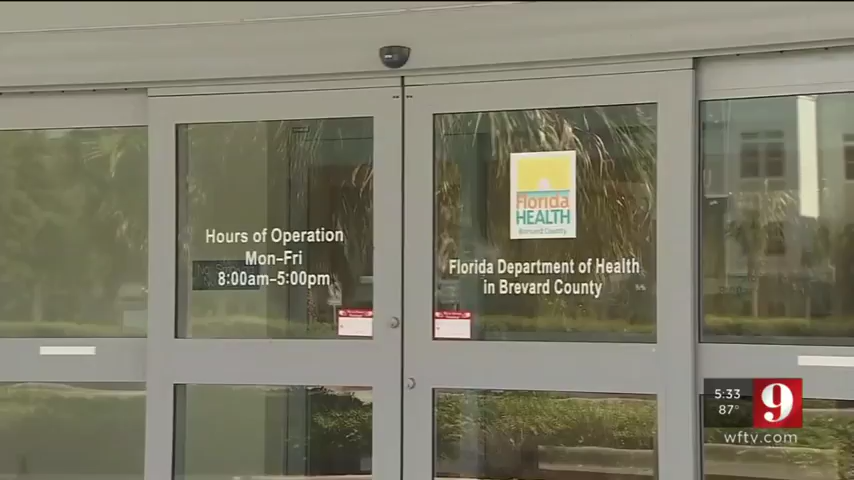 Hours of Operation
Mon–Fri
8:00am–5:00pm
Florida
HEALTH
Brevard County
Florida Department of Health
in Brevard County
5:33
87°
9
wftv.com